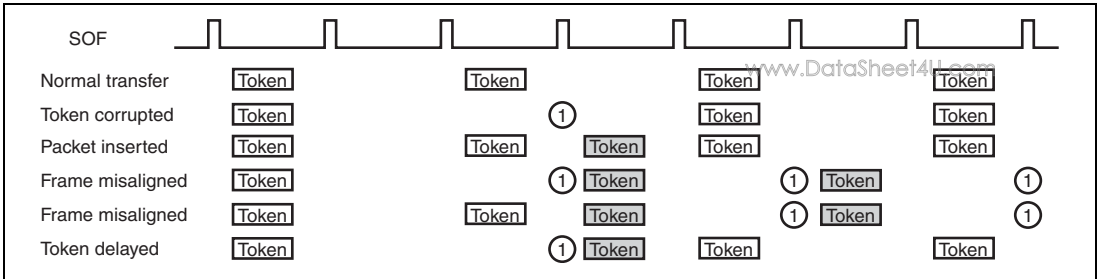 SOF
www.DataSheet4U.com
Normal transfer Token Token Token Token
Token corrupted Token 1 Token Token
Packet inserted Token Token Token Token Token
Frame misaligned Token 1 Token 1 Token 1
Frame misaligned Token Token Token 1 Token 1
Token delayed Token 1 Token Token Token